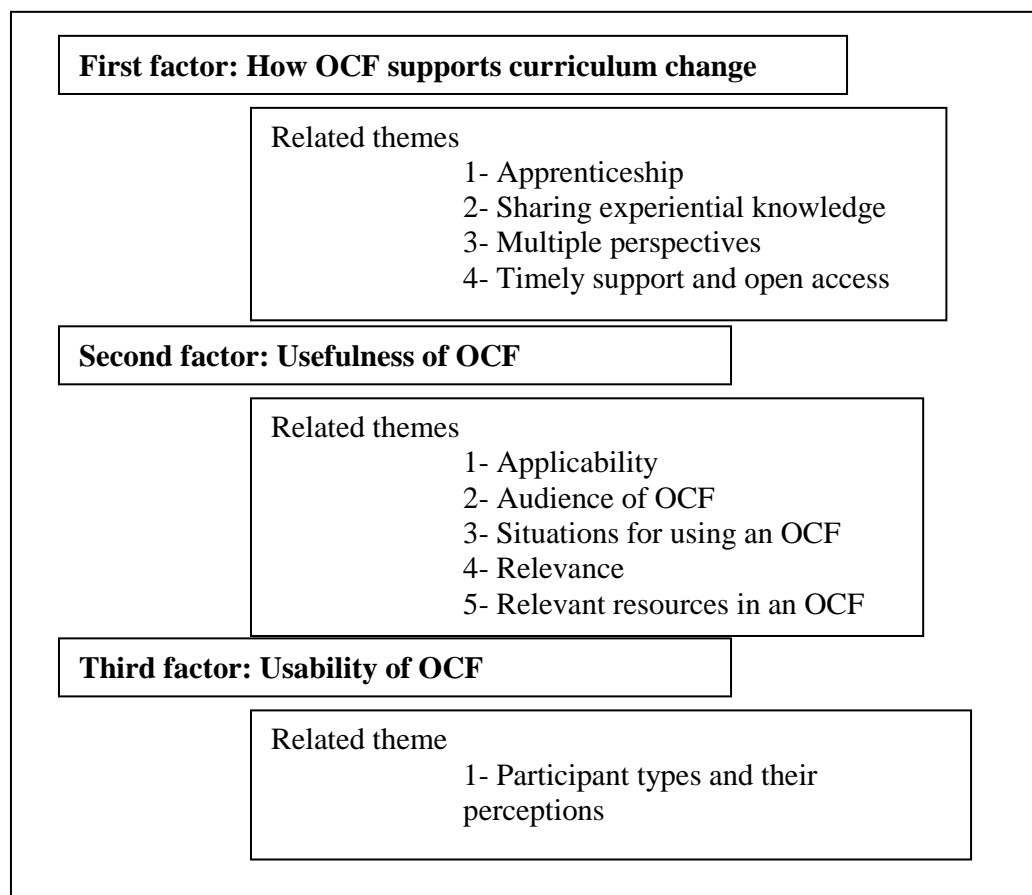 First factor: How OCF supports curriculum change
Related themes
1- Apprenticeship
2- Sharing experiential knowledge
3- Multiple perspectives
4- Timely support and open access
Second factor: Usefulness of OCF
Related themes
1- Applicability
2- Audience of OCF
3- Situations for using an OCF
4- Relevance
5- Relevant resources in an OCF
Third factor: Usability of OCF
Related theme
1- Participant types and their
perceptions